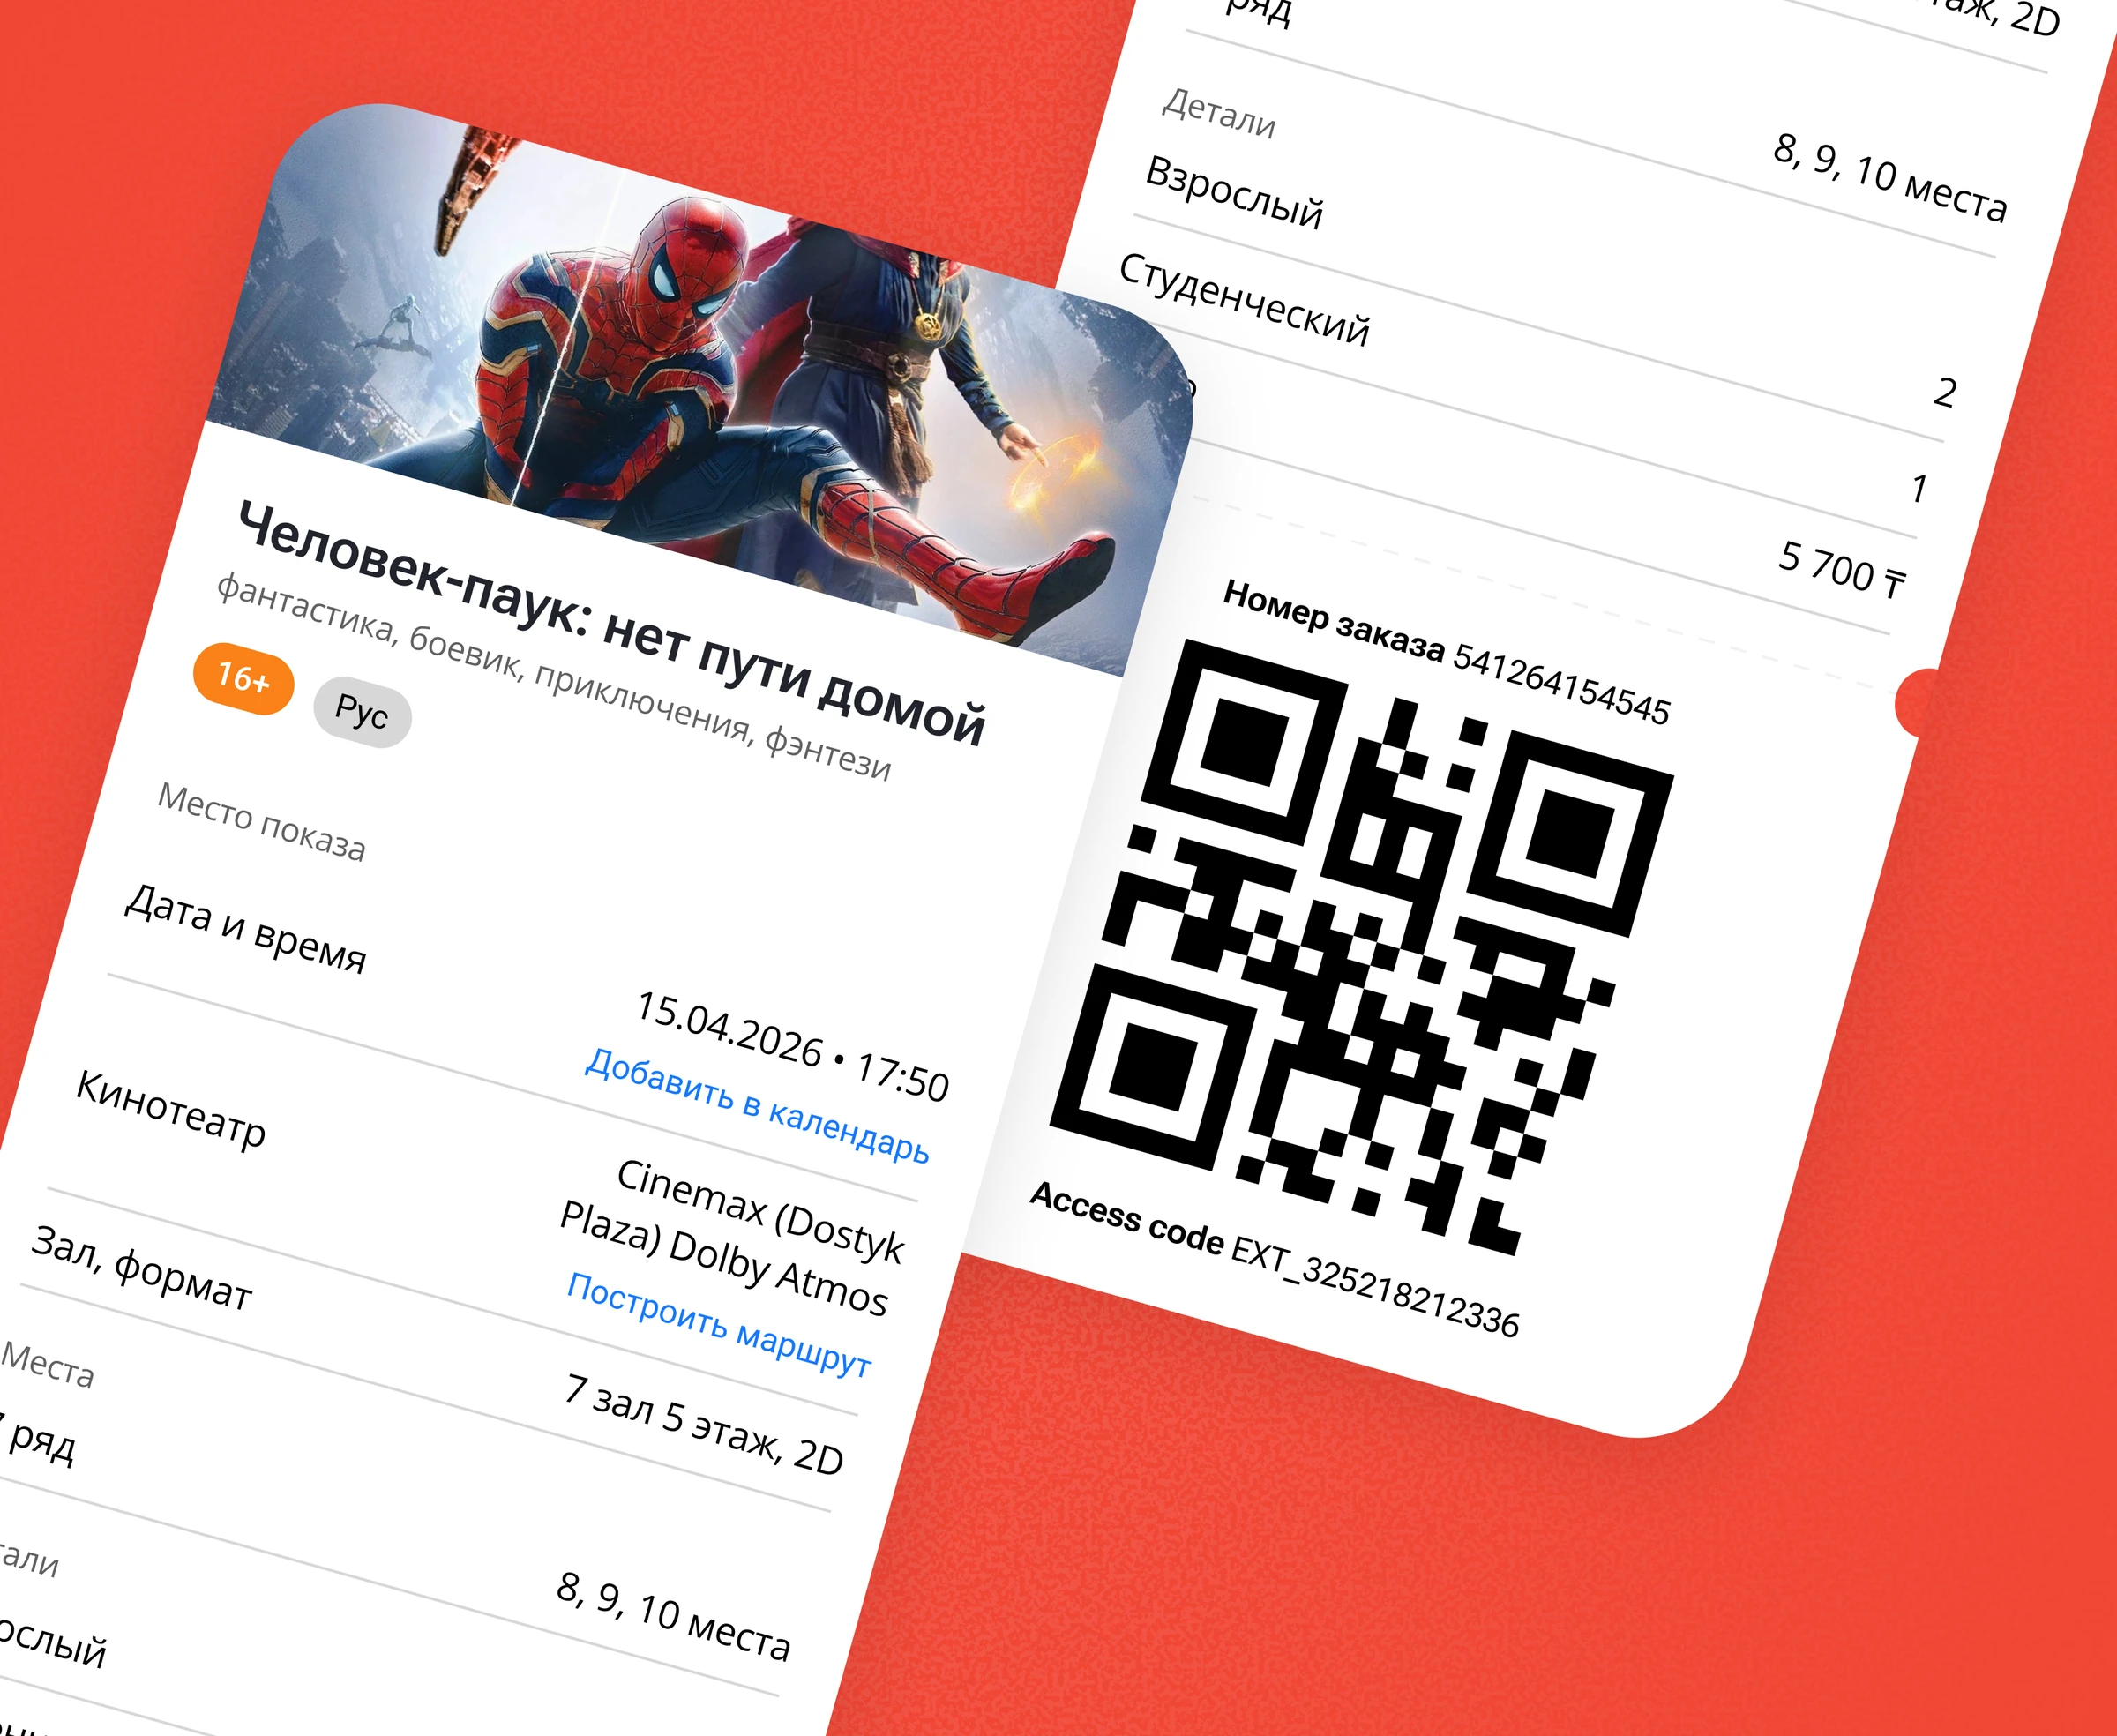 Человек-паук: нет пути домой
фантастика, боевик, приключения, фэнтези
16+
Рус
Место показа
Дата и время
15.04.2026 • 17:50
Добавить в календарь
Кинотеатр
Cinemax (Dostyk
Plaza) Dolby Atmos
Построить маршрут
Зал, формат
7 зал 5 этаж, 2D
Места
7 ряд
8, 9, 10 места
ряд
2D
Детали
8, 9, 10 места
Взрослый
2
Студенческий
1
5 700 ₸
Номер заказа 541264154545
Access code EXT_325218212336